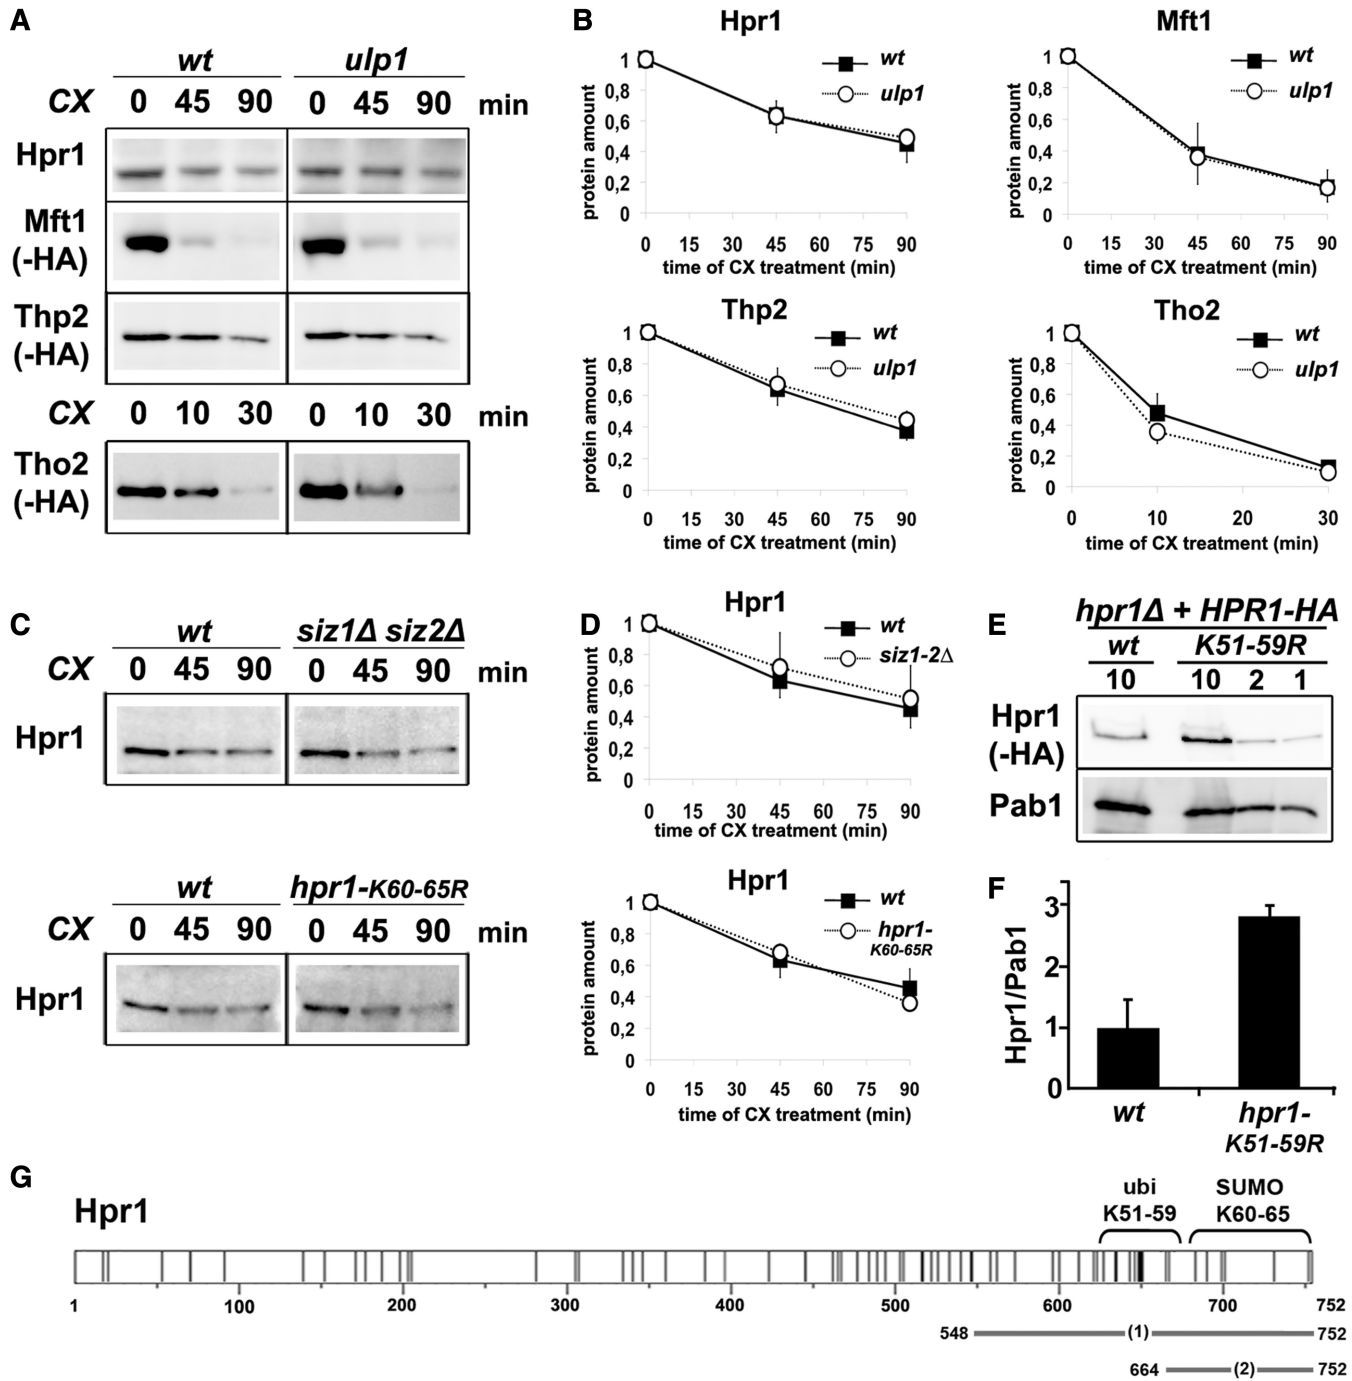 A
wt ulp1
CX 0 45 90 0 45 90 min
Hpr1
Mft1
(-HA)
Thp2
(-HA)
CX 0 10 30 0 10 30 min
Tho2
(-HA)
B
Hpr1
protein amount
1
0,8
0,6
0,4
0,2
0
wt
ulp1
0 15 30 45 60 75 90
time of CX treatment (min)
Mft1
protein amount
1
0,8
0,6
0,4
0,2
0
wt
ulp1
0 15 30 45 60 75 90
time of CX treatment (min)
Thp2
protein amount
1
0,8
0,6
0,4
0,2
0
wt
ulp1
0 15 30 45 60 75 90
time of CX treatment (min)
Tho2
protein amount
1
0,8
0,6
0,4
0,2
0
wt
ulp1
0 10 20 30
time of CX treatment (min)
C
wt siz1Δ siz2Δ
CX 0 45 90 0 45 90 min
Hpr1
wt hpr1-K60-65R
CX 0 45 90 0 45 90 min
Hpr1
D
Hpr1
protein amount
1
0,8
0,6
0,4
0,2
0
wt
siz1-2Δ
0 15 30 45 60 75 90
time of CX treatment (min)
Hpr1
protein amount
1
0,8
0,6
0,4
0,2
0
wt
hpr1-
K60-65R
0 15 30 45 60 75 90
time of CX treatment (min)
E
hpr1Δ + HPR1-HA
wt K51-59R
10 10 2 1
Hpr1
(-HA)
Pab1
F
Hpr1/Pab1
3
2
1
0
wt hpr1-
K51-59R
G
Hpr1
ubi SUMO
K51-59 K60-65
1 100 200 300 400 500 600 700 752
548 (1) 752
664 (2) 752